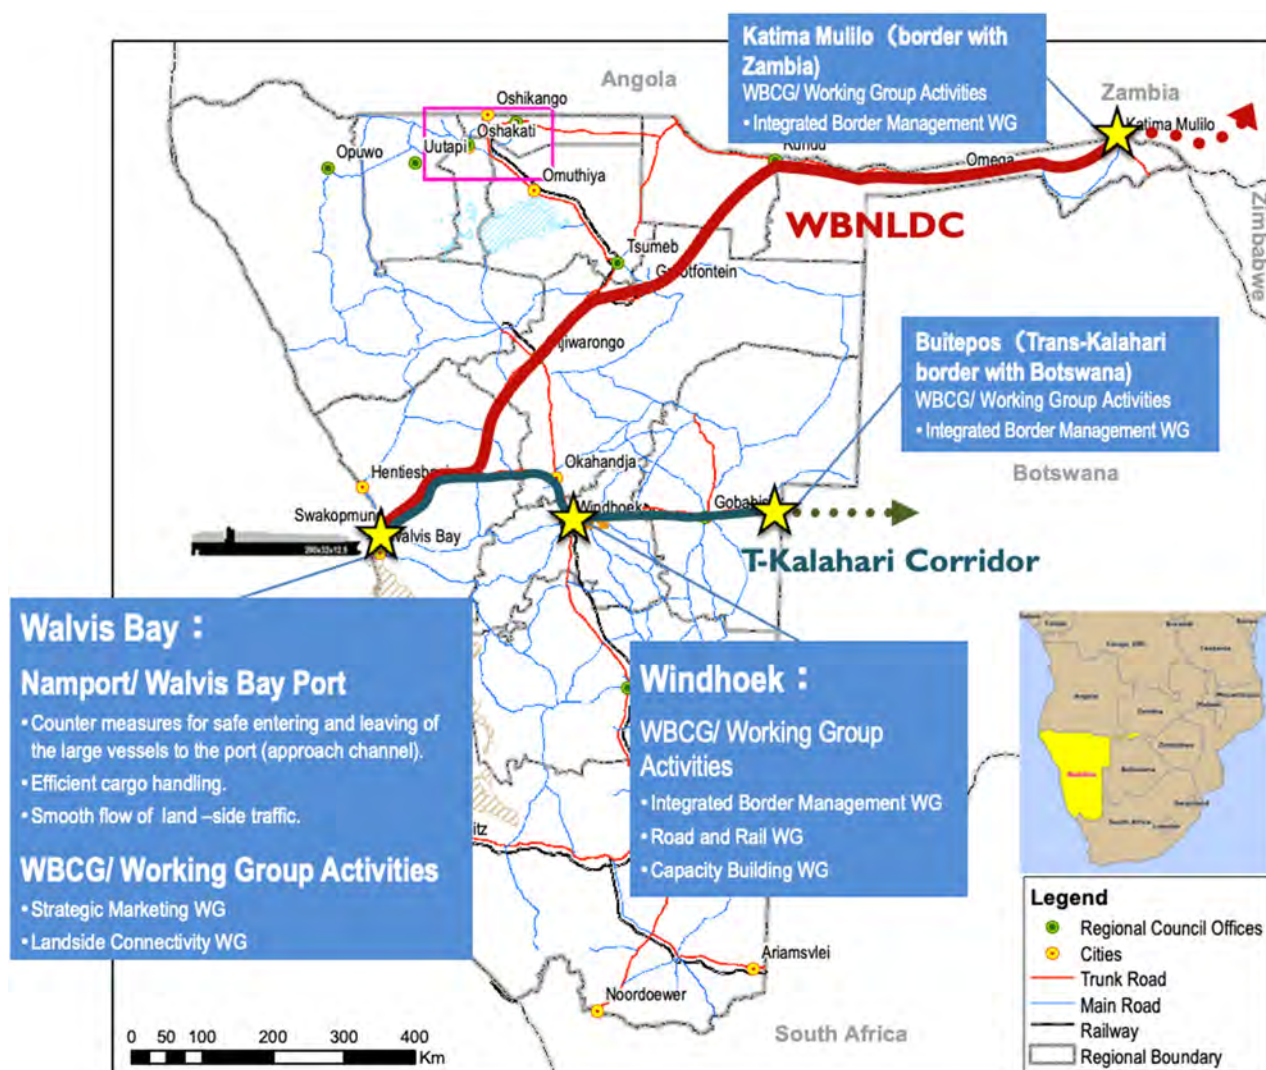 Katima Mulilo (border with
Zambia)
WBCG/ Working Group Activities
• Integrated Border Management WG
Angola
Zambia
Katima Mulilo
Oshikango
Oshakati
Uutapi
Opuwo
Omuthiya
Rundu
Omega
Zimbabwe
WBNLDC
Tsumeb
Buitepos (Trans-Kalahari
border with Botswana)
WBCG/ Working Group Activities
• Integrated Border Management WG
Botswana
Okahandja
Windhoek
Walvis Bay
T-Kalahari Corridor
Walvis Bay :
Namport/ Walvis Bay Port
• Counter measures for safe entering and leaving of
the large vessels to the port (approach channel).
• Efficient cargo handling.
• Smooth flow of land –side traffic.
WBCG/ Working Group Activities
• Strategic Marketing WG
• Landside Connectivity WG
Windhoek :
WBCG/ Working Group
Activities
• Integrated Border Management WG
• Road and Rail WG
• Capacity Building WG
Angola
Botswana
South Africa
Ariamsvlei
Noordoewer
South Africa
0 50 100 200 300 400
Km
Legend
Regional Council Offices
Cities
Trunk Road
Main Road
Railway
Regional Boundary